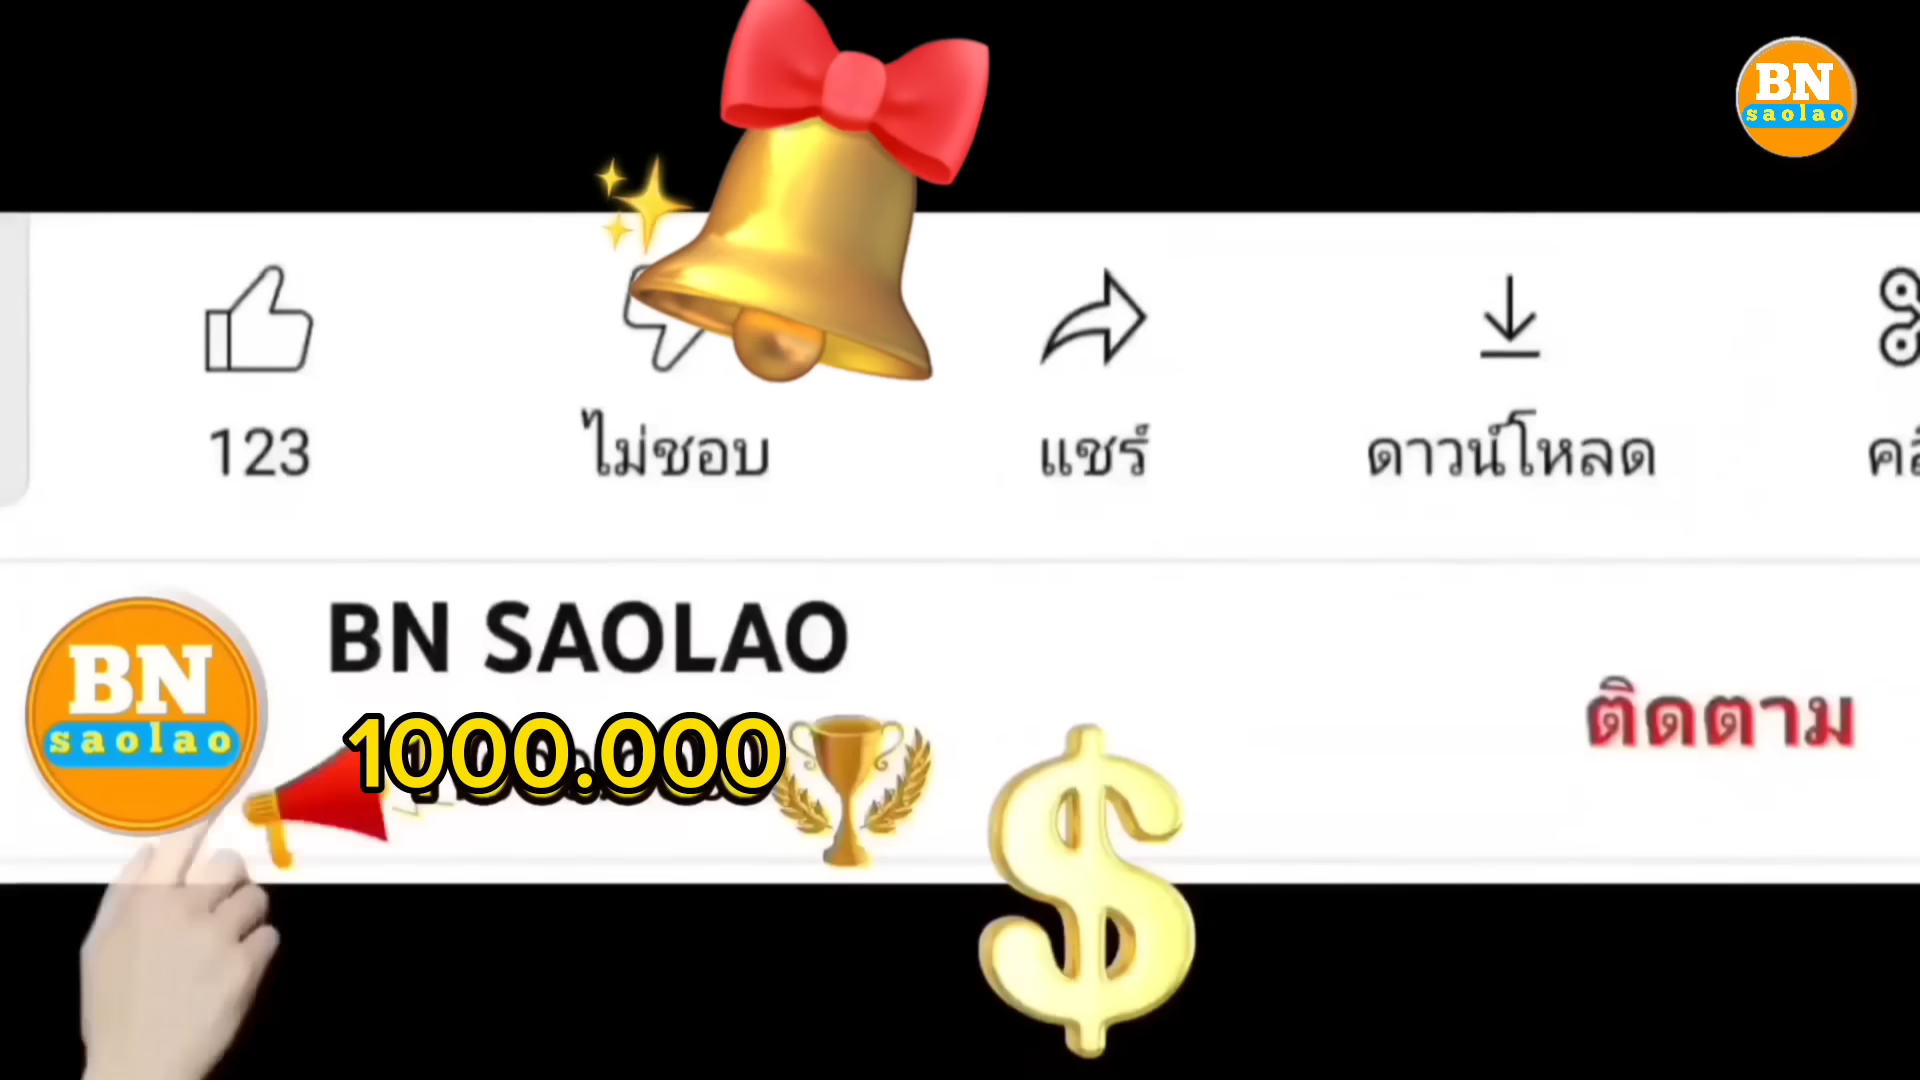 BN
saolao
123
ไม่ชอบ
แชร์
ดาวน์โหลด
BN SAOLAO
BN
saolao
1000.000
ติดตาม